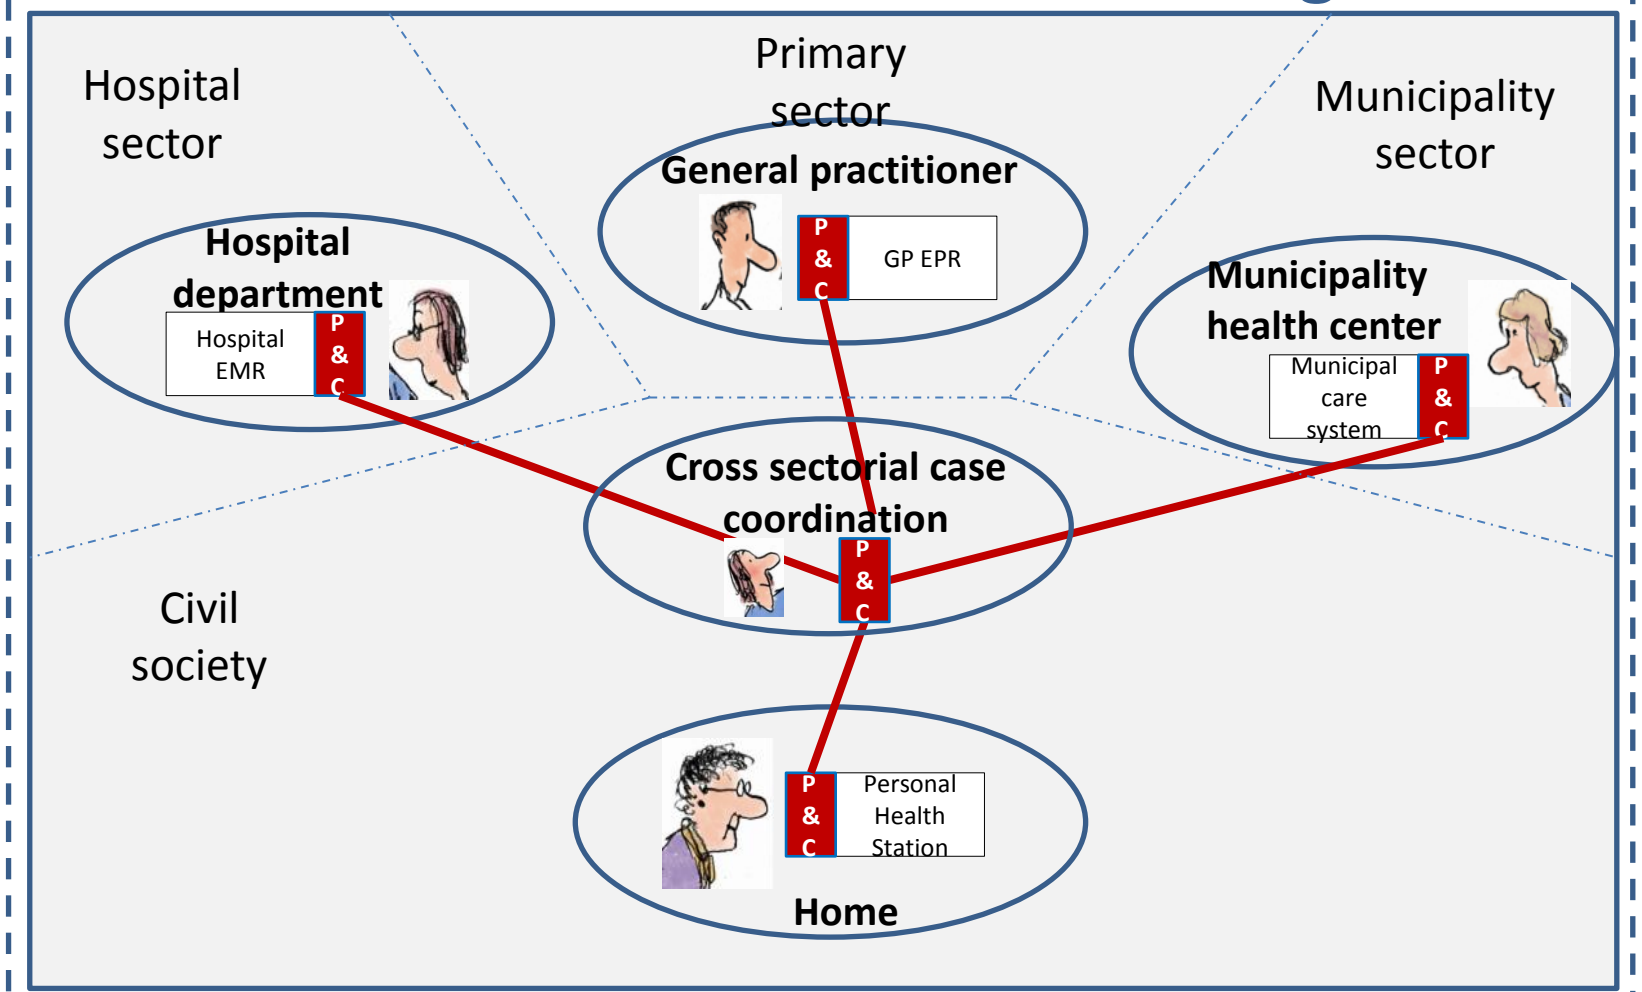 Hospital
sector
Primary
sector
Municipality
sector
General practitioner
P
&
C
GP EPR
Hospital
department
Hospital
EMR
P
&
C
Municipality
health center
Municipal
care
system
P
&
C
Cross sectorial case
coordination
P
&
C
Civil
society
P
&
C
Personal
Health
Station
Home